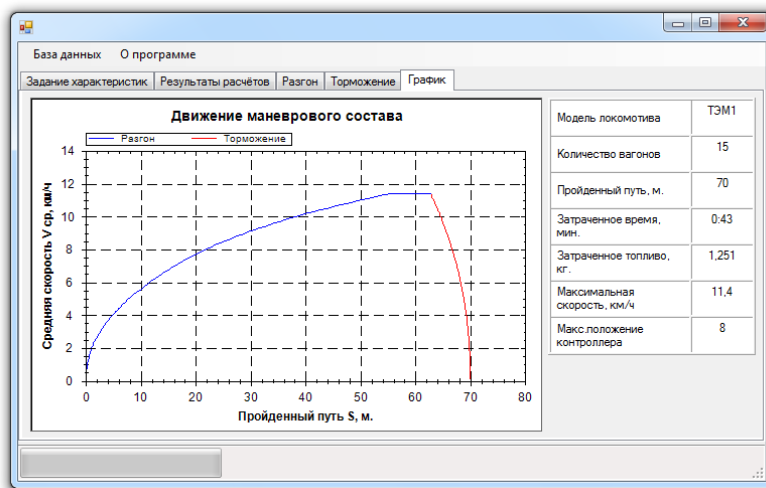 База данных О программе
Задание характеристик Результаты расчётов Разгон Торможение График
Движение маневрового состава
Разгон Торможение
Средняя скорость V ср, км/ч
14
12
10
8
6
4
2
0
0 10 20 30 40 50 60 70 80
Пройденный путь S, м.
Модель локомотива ТЭМ1
Количество вагонов 15
Пройденный путь, м. 70
Затраченное время, 0:43
мин.
Затраченное топливо, 1,251
кг.
Максимальная 11,4
скорость, км/ч
Макс.положение 8
контроллера